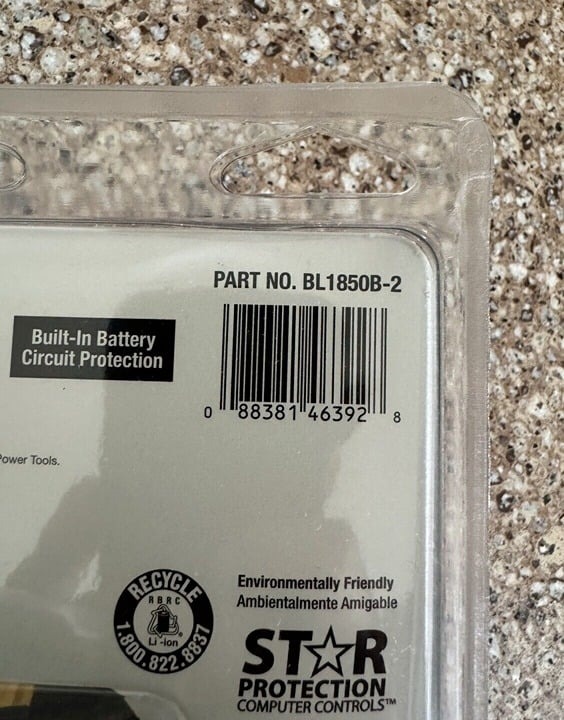 PART NO. BL1850B-2
Built-In Battery
Circuit Protection
0 88381 46392 8
Power Tools.
RECYCLE
RBRC
Li-ion
1.800.822.8837
Environmentally Friendly
Ambientalmente Amigable
STAR
PROTECTION
COMPUTER CONTROLS™